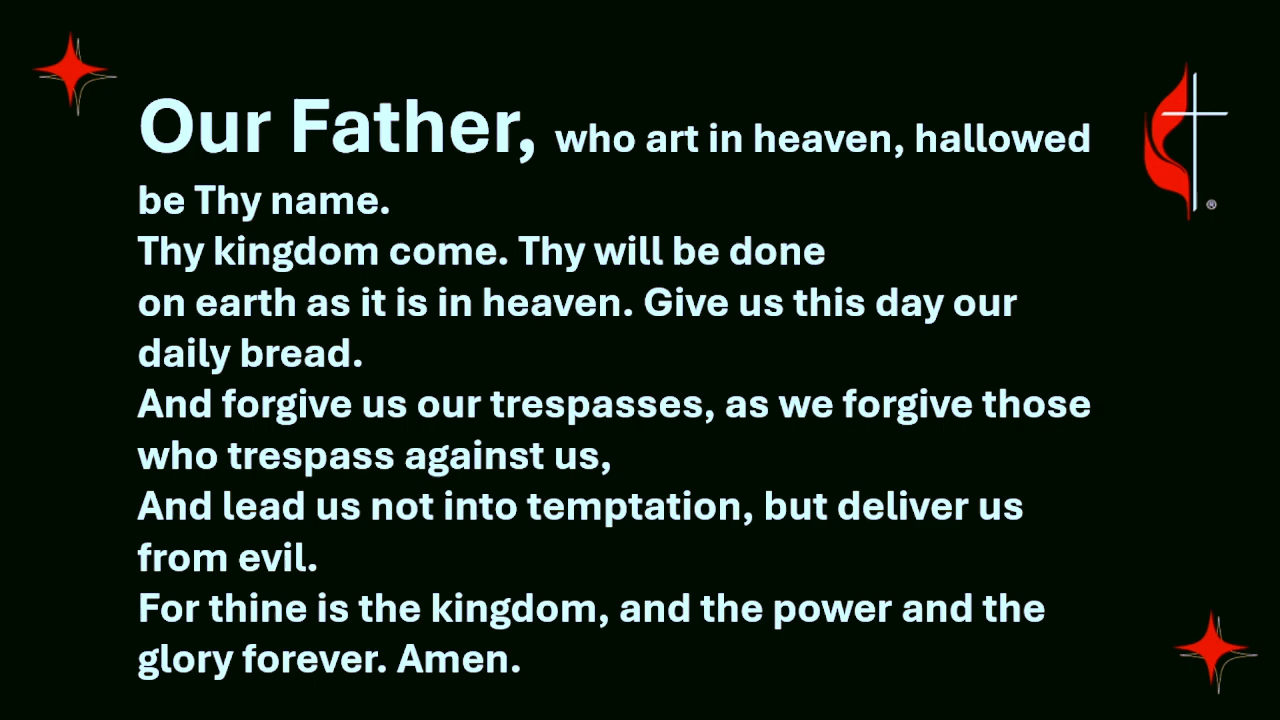 Our Father, who art in heaven, hallowed
be Thy name.
Thy kingdom come. Thy will be done
on earth as it is in heaven. Give us this day our
daily bread.
And forgive us our trespasses, as we forgive those
who trespass against us,
And lead us not into temptation, but deliver us
from evil.
For thine is the kingdom, and the power and the
glory forever. Amen.
®